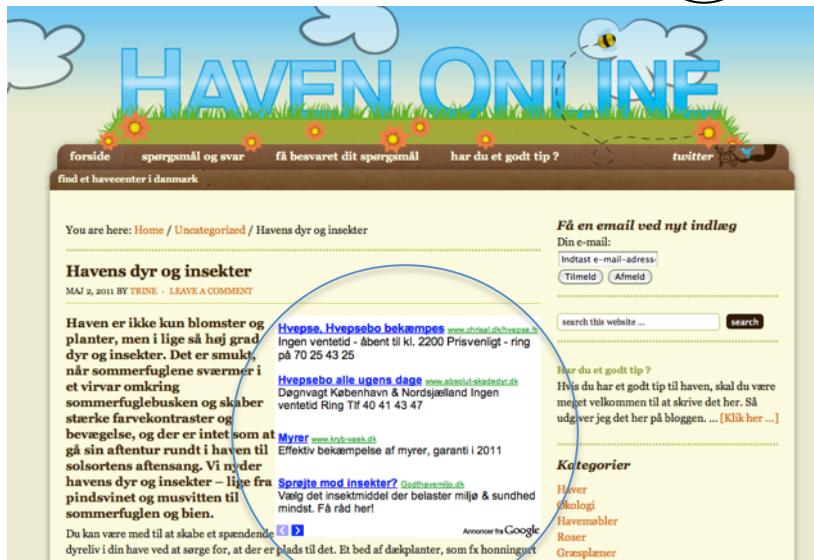 HAVEN ONLINE
forside spørgsmål og svar få besvaret dit spørgsmål har du et godt tip ? twitter
find et havecenter i danmark
You are here: Home / Uncategorized / Havens dyr og insekter
Havens dyr og insekter
MAJ 2, 2011 BY TRINE · LEAVE A COMMENT
Haven er ikke kun blomster og
planter, men i lige så høj grad
dyr og insekter. Det er smukt,
når sommerfuglene sværmer i
et virvar omkring
sommerfuglebusken og skaber
stærke farvekontraster og
bevægelse, og der er intet som at
gå sin aftentur rundt i haven til
solsortens aftensang. Vi nyder
havens dyr og insekter – lige fra
pindsvinet og musvitten til
sommerfuglen og bien.
Hvepse, Hvepsebo bekæmpes www.chrisal.dk/hvepse.
Ingen ventetid - åbent til kl. 2200 Prisvenligt - ring
på 70 25 43 25
Hvepsebo alle ugens dage www.absolut-skadedyr.dk
Døgnvagt København & Nordsjælland Ingen
ventetid Ring Tlf 40 41 43 47
Myrer www.kryb-vaek.dk
Effektiv bekæmpelse af myrer, garanti i 2011
Sprøjte mod insekter? Godthavemiljo.dk
Vælg det insektmiddel der belaster miljø & sundhed
mindst. Få råd her!
Annoncer fra Google
Du kan være med til at skabe et spændende
dyreliv i din have ved at sørge for, at der er plads til det. Et bed af dækplanter, som fx honningurt
Få en email ved nyt indlæg
Din e-mail:
Indtast e-mail-adress
Tilmeld Afmeld
search this website ... search
Har du et godt tip ?
Hvis du har et godt tip til haven, skal du være
meget velkommen til at skrive det her. Så
udgiver jeg det her på bloggen. ... [Klik her ...]
Kategorier
Haver
Økologi
Havemøbler
Roser
Græsplæner